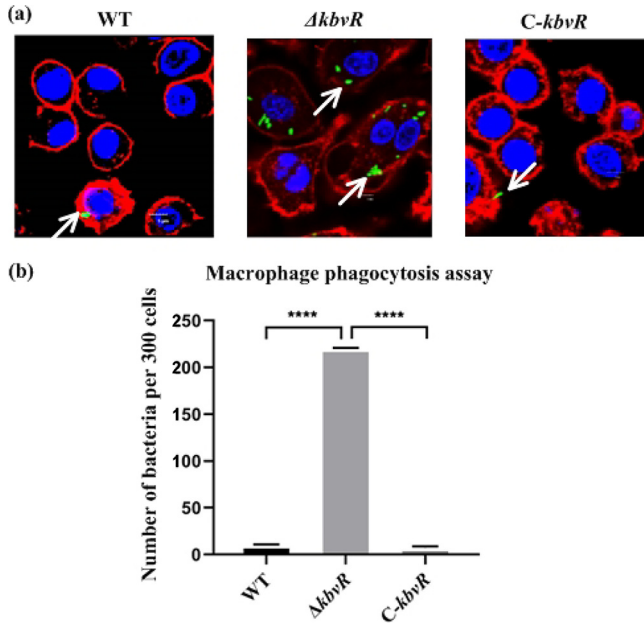 (a)
WT
ΔkbvR
C-kbvR
(b)
Macrophage phagocytosis assay
Number of bacteria per 300 cells
250
200
150
100
50
0
****
****
WT
ΔkbvR
C-kbvR